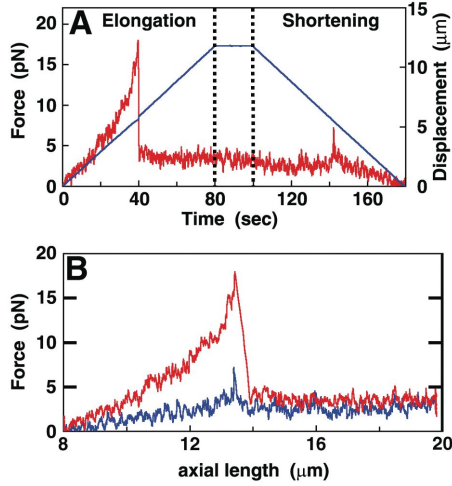 A Elongation Shortening
Force (pN)
20
15
10
5
0
Displacement (μm)
15
10
5
0
0 40 80 120 160
Time (sec)
B
Force (pN)
20
15
10
5
0
8 12 16 20
axial length (μm)